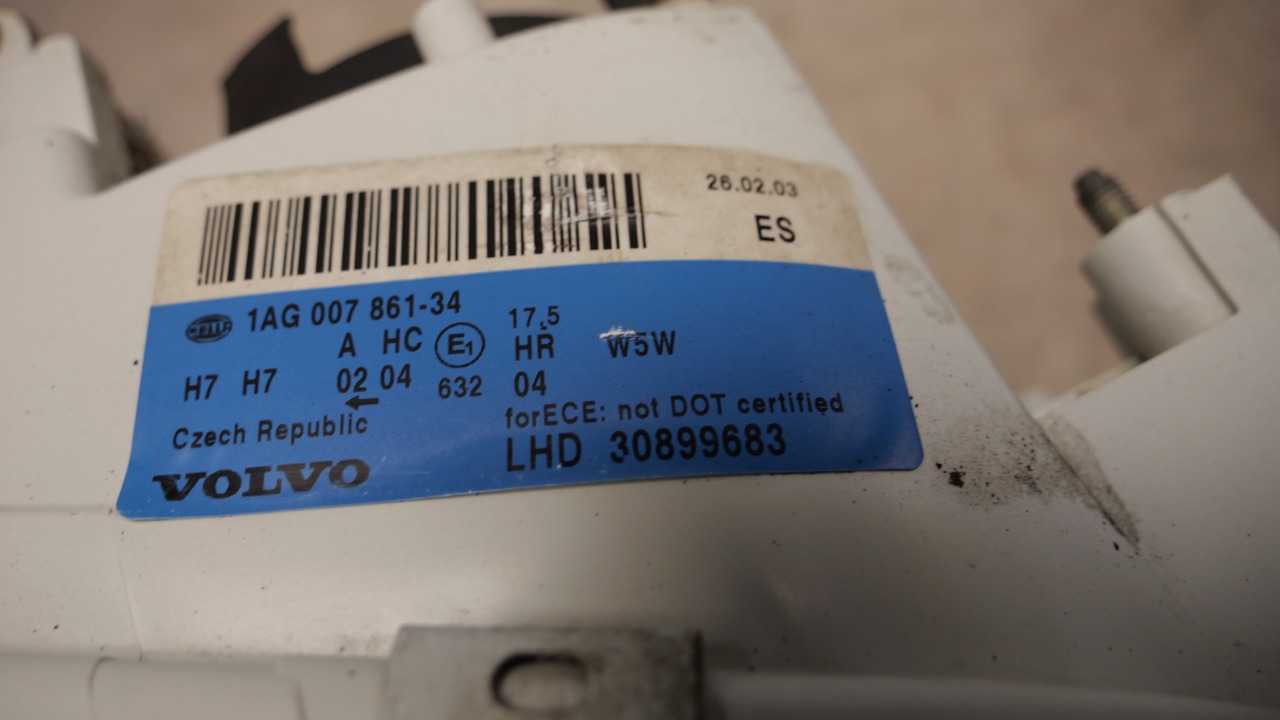 26.02.03
ES
HELLA 1AG 007 861-34 17,5
A HC E1 HR W5W
H7 H7 02 04 632 04
Czech Republic forECE: not DOT certified
VOLVO LHD 30899683